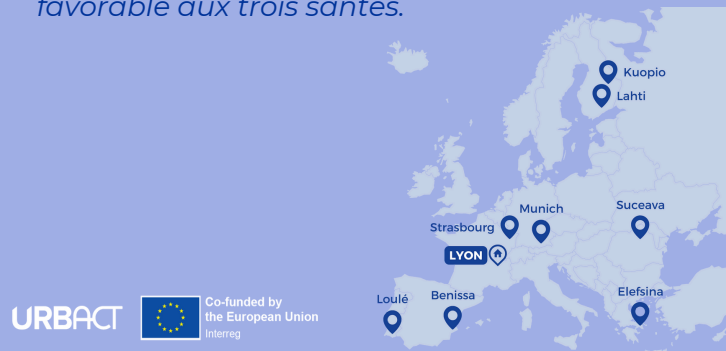 favorable aux trois santés.
Kuopio
Lahti
Suceava
Munich
Strasbourg
LYON
Elefsina
Benissa
Loulé
URBACT
Co-funded by
the European Union
Interreg